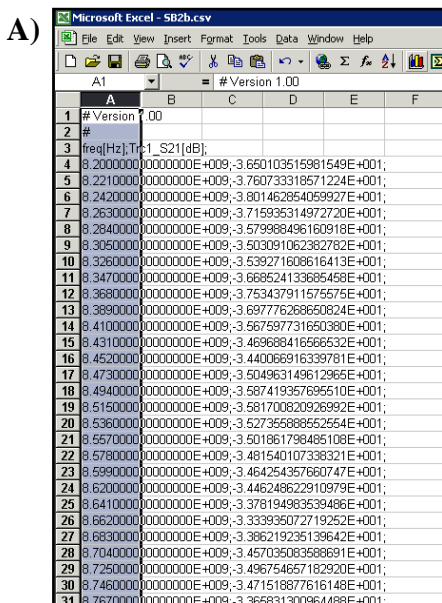 A)
Microsoft Excel - SB2b.csv
File Edit View Insert Format Tools Data Window Help
A1 = # Version 1.00
A B C D E F
1 # Version 1.00
2 #
3 freq[Hz];Trc1_S21[dB];
4 8.200000000000000E+009;-3.650103515981549E+001;
5 8.221000000000000E+009;-3.760733318571224E+001;
6 8.242000000000000E+009;-3.801462854059927E+001;
7 8.263000000000000E+009;-3.715935314972720E+001;
8 8.284000000000000E+009;-3.579988496160918E+001;
9 8.305000000000000E+009;-3.503091062382782E+001;
10 8.326000000000000E+009;-3.539271608616413E+001;
11 8.347000000000000E+009;-3.668524133685458E+001;
12 8.368000000000000E+009;-3.753437911575575E+001;
13 8.389000000000000E+009;-3.697776268650824E+001;
14 8.410000000000000E+009;-3.567597731650380E+001;
15 8.431000000000000E+009;-3.469688416566532E+001;
16 8.452000000000000E+009;-3.440066916339781E+001;
17 8.473000000000000E+009;-3.504963149612965E+001;
18 8.494000000000000E+009;-3.587419357695510E+001;
19 8.515000000000000E+009;-3.581700820926992E+001;
20 8.536000000000000E+009;-3.527355888552554E+001;
21 8.557000000000000E+009;-3.501861798485108E+001;
22 8.578000000000000E+009;-3.481540107338321E+001;
23 8.599000000000000E+009;-3.464254357660747E+001;
24 8.620000000000000E+009;-3.446248622910979E+001;
25 8.641000000000000E+009;-3.378194983539486E+001;
26 8.662000000000000E+009;-3.333935072719252E+001;
27 8.683000000000000E+009;-3.386219235139642E+001;
28 8.704000000000000E+009;-3.457035083588691E+001;
29 8.725000000000000E+009;-3.496754657182920E+001;
30 8.746000000000000E+009;-3.471518877616148E+001;
31 8.767000000000000E+009;-3.365831300964488E+001;